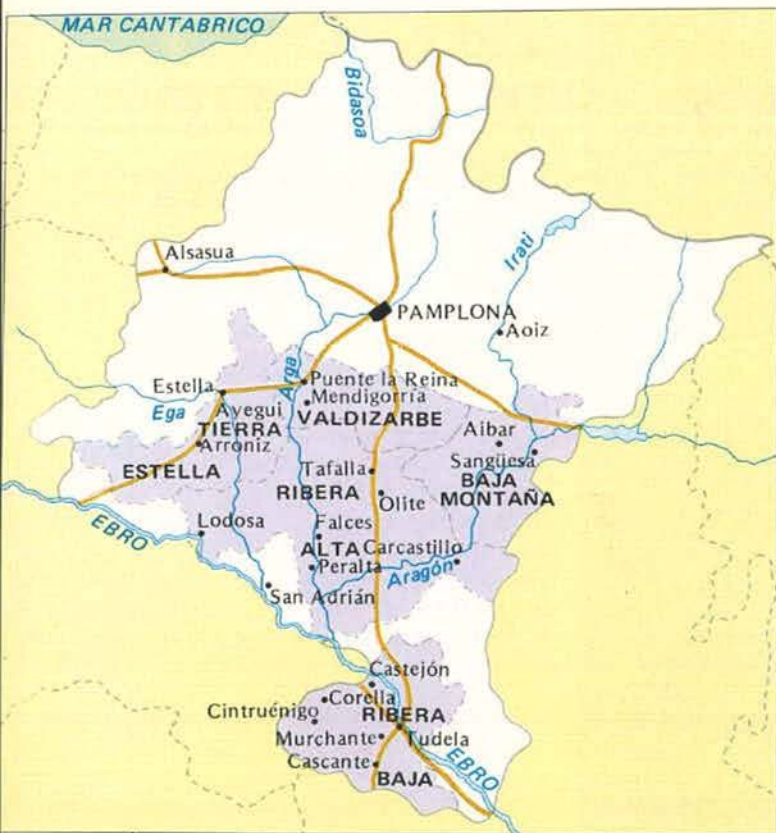 MAR CANTABRICO
Bidasoa
Irati
Alsasua
PAMPLONA
Aoiz
Arga
Estella
Puente la Reina
Ega
Mendigorría
Ayegui
VALDIZARBE
TIERRA
Arróniz
Aibar
ESTELLA
Sangüesa
Tafalla
BAJA
RIBERA
MONTAÑA
Olite
EBRO
Lodosa
Falces
ALTA
Carcastillo
Peralta
Aragón
San Adrián
Castejón
Corella
Cintruénigo
RIBERA
Murchante
Tudela
Cascante
EBRO
BAJA